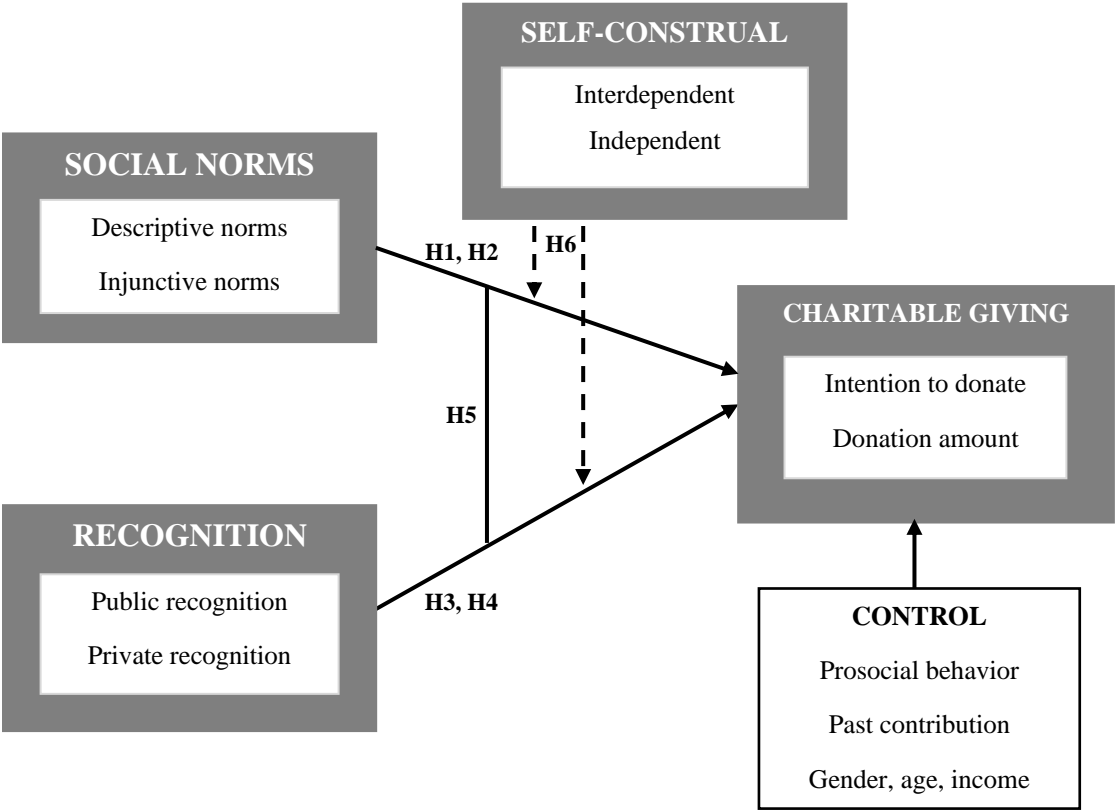 SELF-CONSTRUAL
Interdependent
Independent
SOCIAL NORMS
Descriptive norms
Injunctive norms
H1, H2
H6
CHARITABLE GIVING
Intention to donate
Donation amount
H5
RECOGNITION
Public recognition
Private recognition
H3, H4
CONTROL
Prosocial behavior
Past contribution
Gender, age, income